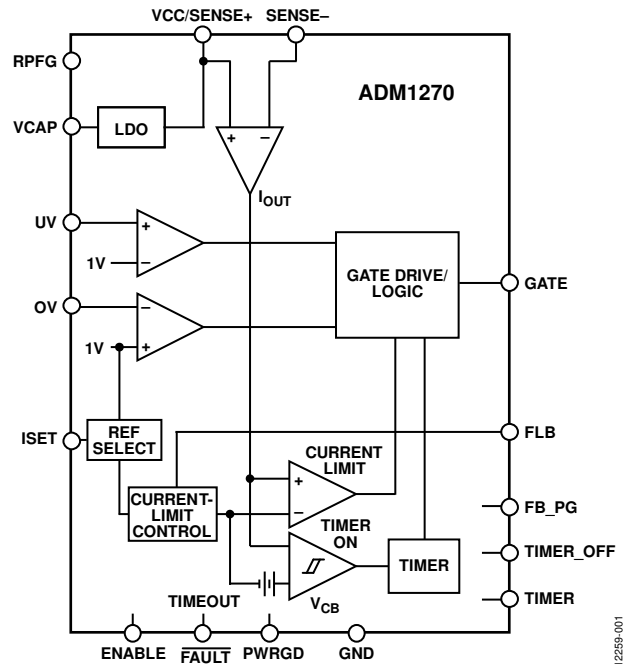 VCC/SENSE+ SENSE–
RPFG
ADM1270
VCAP
LDO
+ –
IOUT
UV
+
1V –
GATE DRIVE/
LOGIC
GATE
OV
–
1V +
ISET
REF
SELECT
FLB
CURRENT
LIMIT
+
–
CURRENT-
LIMIT
CONTROL
FB_PG
TIMER
ON
TIMER_OFF
TIMER
VCB
TIMEOUT
TIMER
ENABLE FAULT PWRGD GND
12259-001